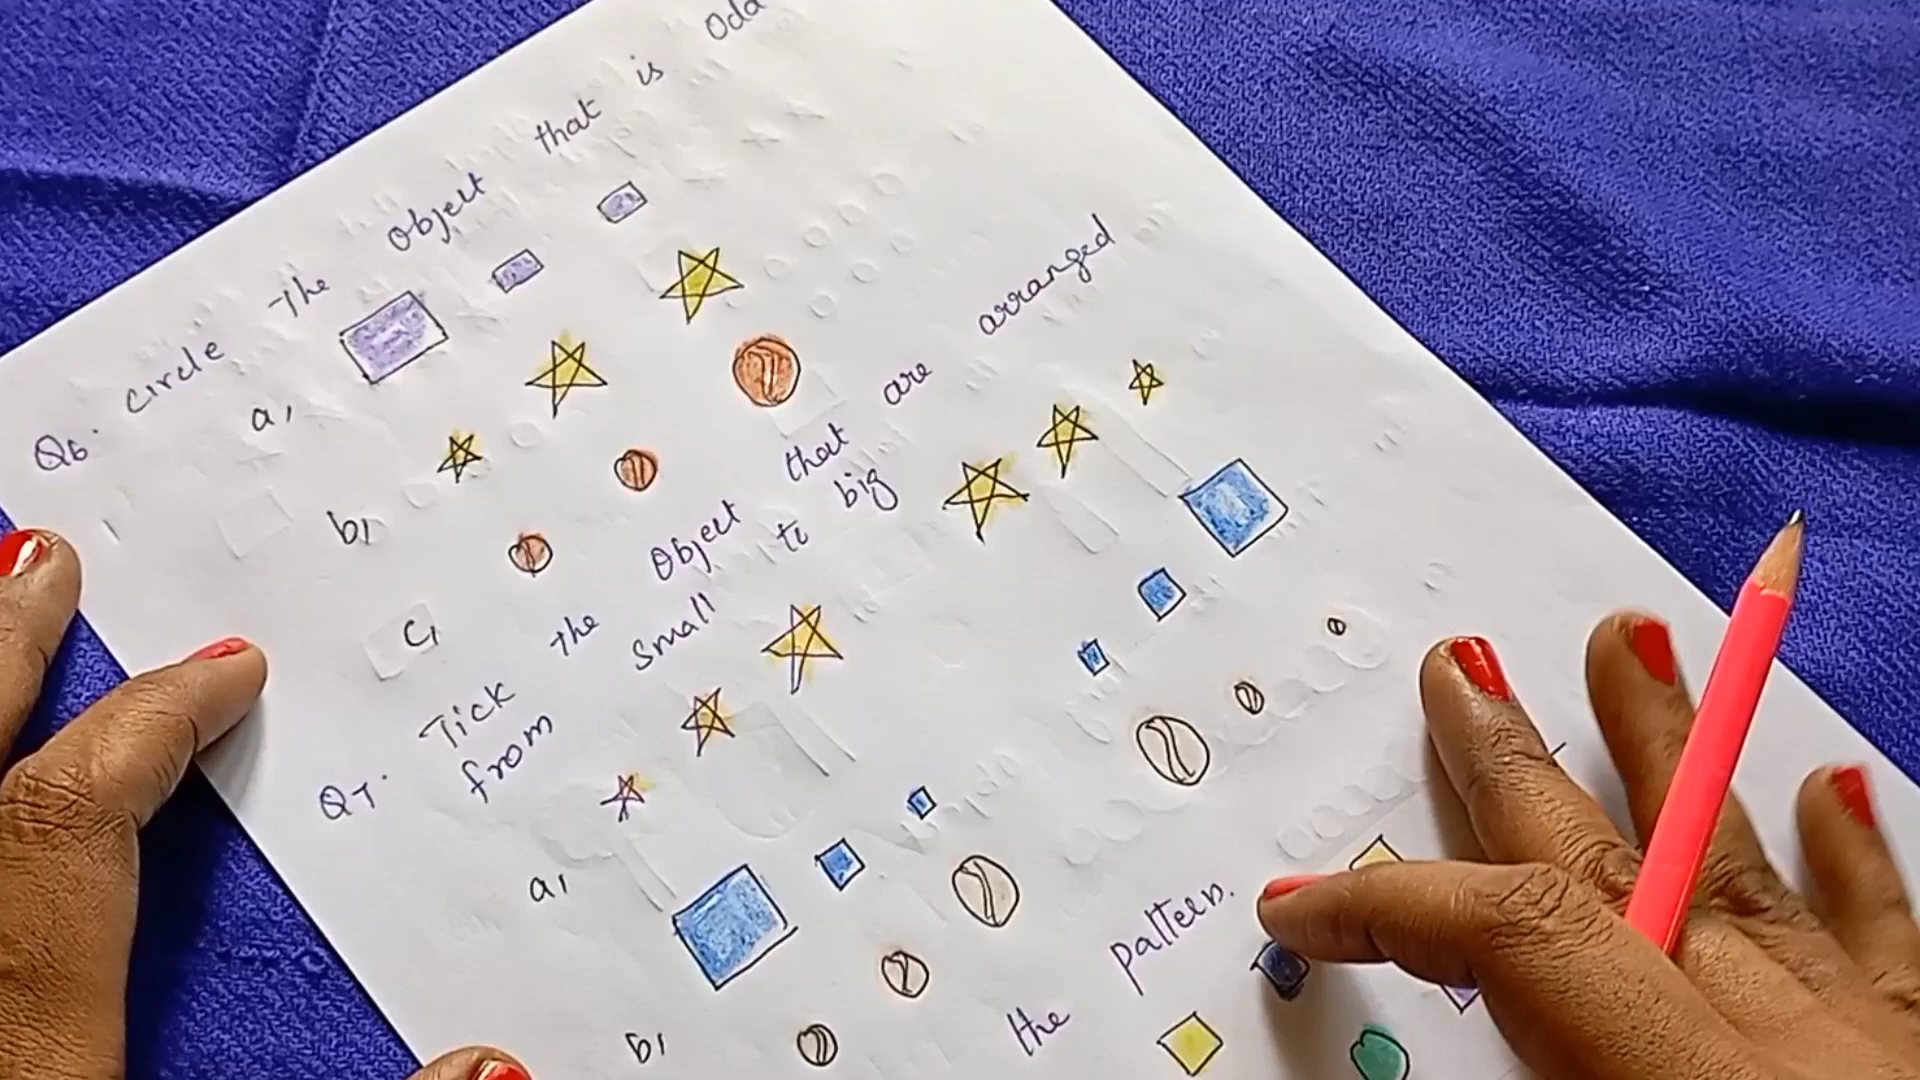 Q6. Circle the Object that is Odd
a,
b,
c,
Q7. Tick the Object that are arranged
from small to big
a,
b,
the pattern.